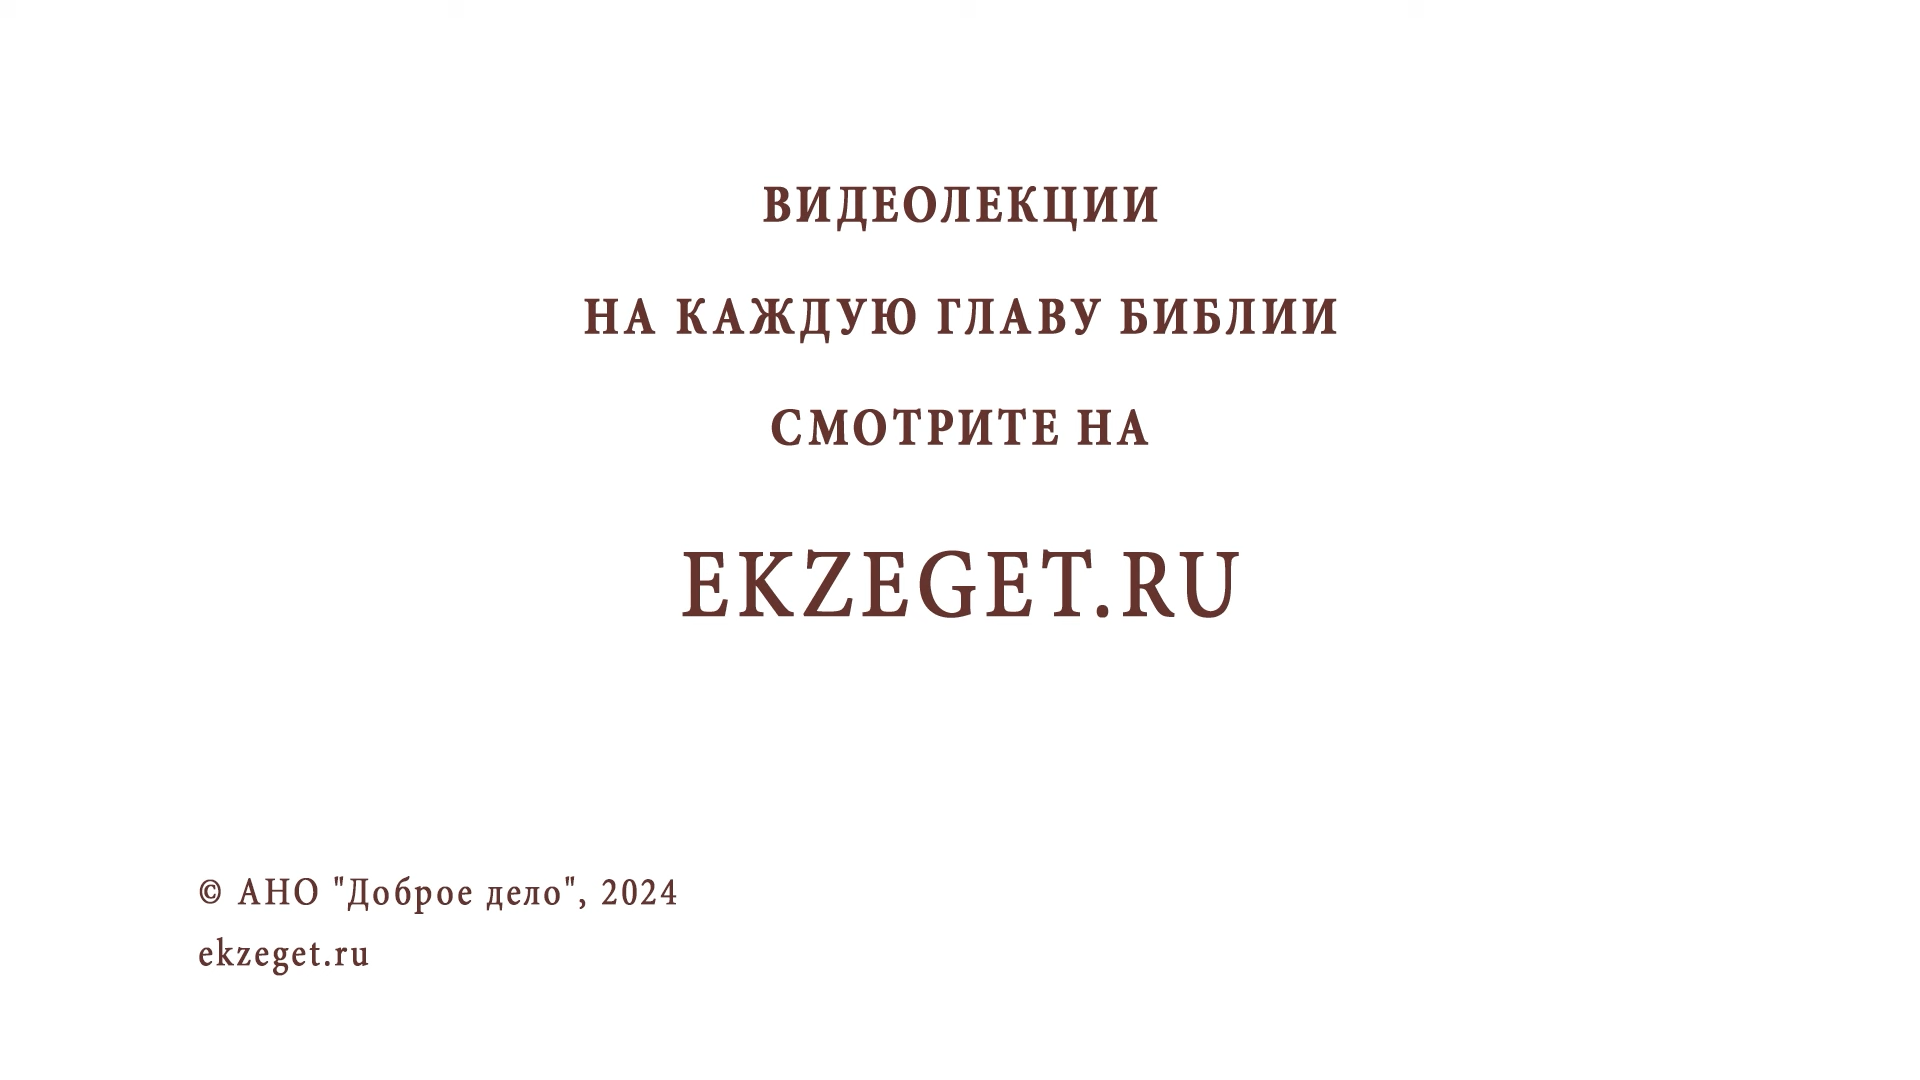 ВИДЕОЛЕКЦИИ
НА КАЖДУЮ ГЛАВУ БИБЛИИ
СМОТРИТЕ НА
EKZEGET.RU
© АНО "Доброе дело", 2024
ekzeget.ru